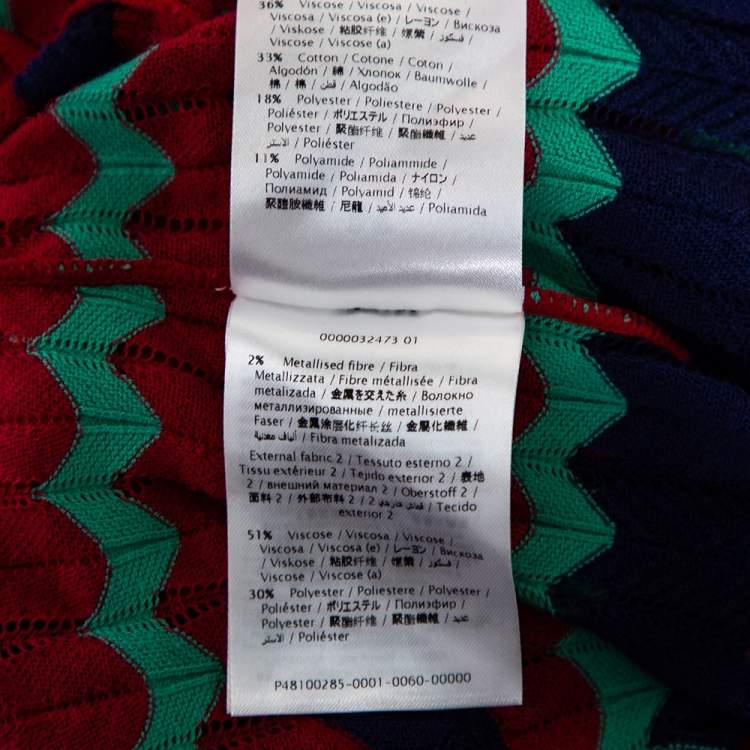 36% Viscose / Viscosa / Viscose /
Viscosa / Viscosa (e) / レーヨン / Вискоза
/ Viskose / 粘胶纤维 / 嫘縈 / فسكوز /
Viscose / Viscose (a)
33% Cotton / Cotone / Coton /
Algodón / 綿 / Хлопок / Baumwolle /
棉 / 棉 / قطن / Algodão
18% Polyester / Poliestere / Polyester /
Poliéster / ポリエステル / Полиэфир /
Polyester / 聚酯纤维 / 聚酯纖維 / عديد
الاستر / Poliéster
11% Polyamide / Poliammide /
Polyamide / Poliamida / ナイロン /
Полиамид / Polyamid / 锦纶 /
聚醯胺纖維 / 尼龍 / عديد الأميد / Poliamida
0000032473 01
2% Metallised fibre / Fibra
Metallizzata / Fibre métallisée / Fibra
metalizada / 金属を交えた糸 / Волокно
металлизированные / metallisierte
Faser / 金属涂层化纤长丝 / 金屬化纖維 /
ألياف معدنية / Fibra metalizada
External fabric 2 / Tessuto esterno 2 /
Tissu extérieur 2 / Tejido exterior 2 / 表地
2 / внешний материал 2 / Oberstoff 2 /
面料 2 / 外部布料 2 / 2 قماش خارجي / Tecido
exterior 2
51% Viscose / Viscosa / Viscose /
Viscosa / Viscosa (e) / レーヨン / Вискоза
/ Viskose / 粘胶纤维 / 嫘縈 / فسكوز /
Viscose / Viscose (a)
30% Polyester / Poliestere / Polyester /
Poliéster / ポリエステル / Полиэфир /
Polyester / 聚酯纤维 / 聚酯纖維 / عديد
الاستر / Poliéster
P48100285-0001-0060-00000